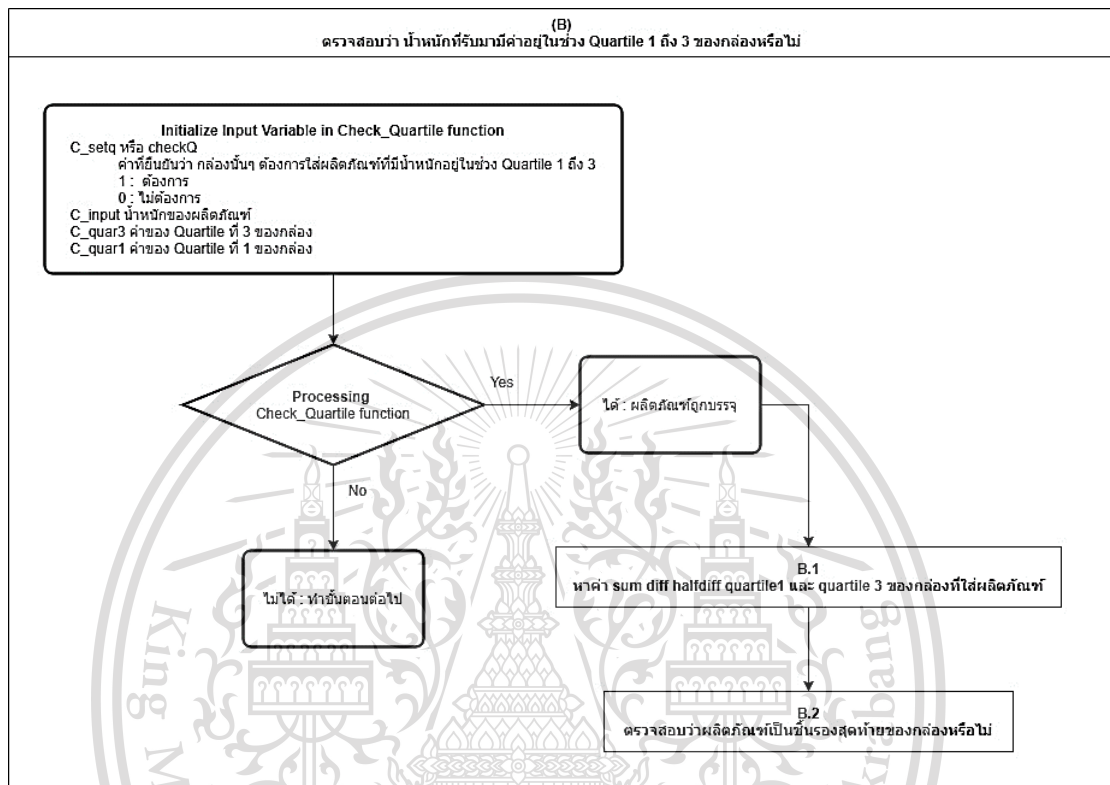 (B)
ตรวจสอบว่า น้ำหนักที่รับมามีค่าอยู่ในช่วง Quartile 1 ถึง 3 ของกล่องหรือไม่
Initialize Input Variable in Check_Quartile function
C_setq หรือ checkQ
ค่าที่ยืนยันว่า กล่องนั้นๆ ต้องการใส่ผลิตภัณฑ์ที่มีน้ำหนักอยู่ในช่วง Quartile 1 ถึง 3
1 : ต้องการ
0 : ไม่ต้องการ
C_input น้ำหนักของผลิตภัณฑ์
C_quar3 ค่าของ Quartile ที่ 3 ของกล่อง
C_quar1 ค่าของ Quartile ที่ 1 ของกล่อง
Processing
Check_Quartile function
Yes
ได้ : ผลิตภัณฑ์ถูกบรรจุ
No
ไม่ได้ : ทำขั้นตอนต่อไป
B.1
หาค่า sum diff halfdiff quartile1 และ quartile 3 ของกล่องที่ใส่ผลิตภัณฑ์
B.2
ตรวจสอบว่าผลิตภัณฑ์เป็นชิ้นรองสุดท้ายของกล่องหรือไม่
King M
krabang